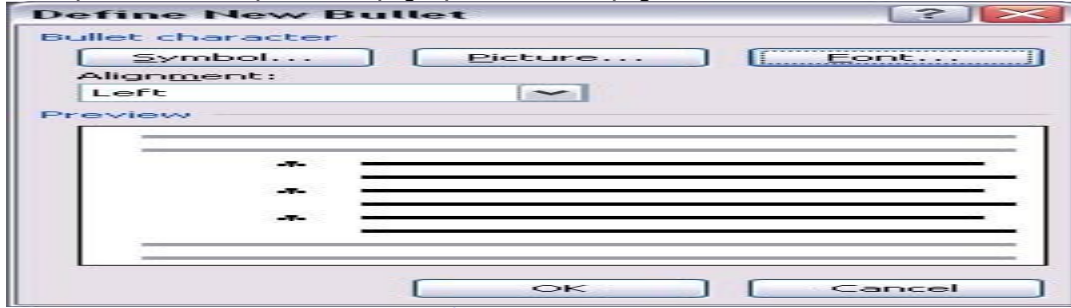 Define New Bullet ?
Bullet character
Symbol... Picture... Font...
Alignment:
Left
Preview
OK Cancel